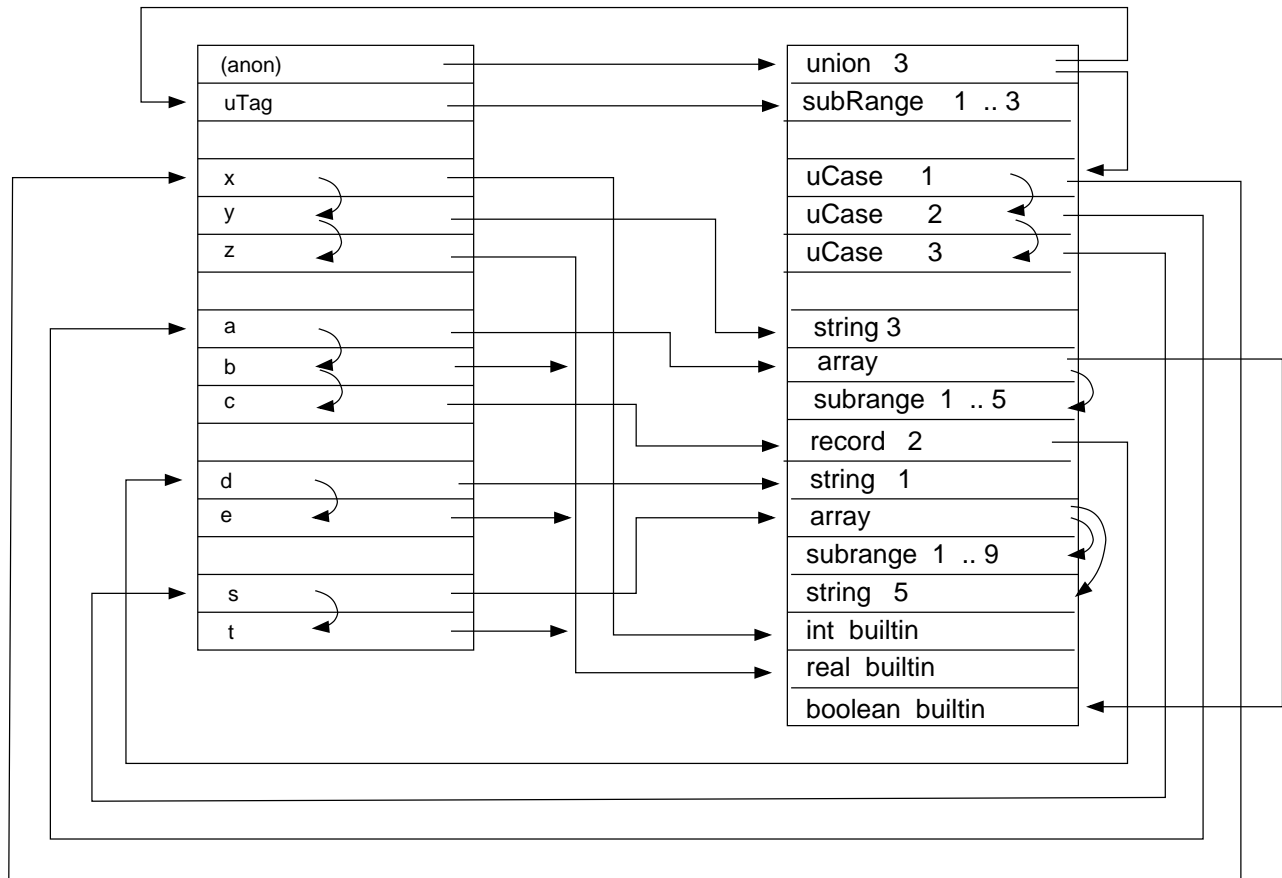 (anon)
uTag
x
y
z
a
b
c
d
e
s
t
union 3
subRange 1 .. 3
uCase 1
uCase 2
uCase 3
string 3
array
subrange 1 .. 5
record 2
string 1
array
subrange 1 .. 9
string 5
int builtin
real builtin
boolean builtin